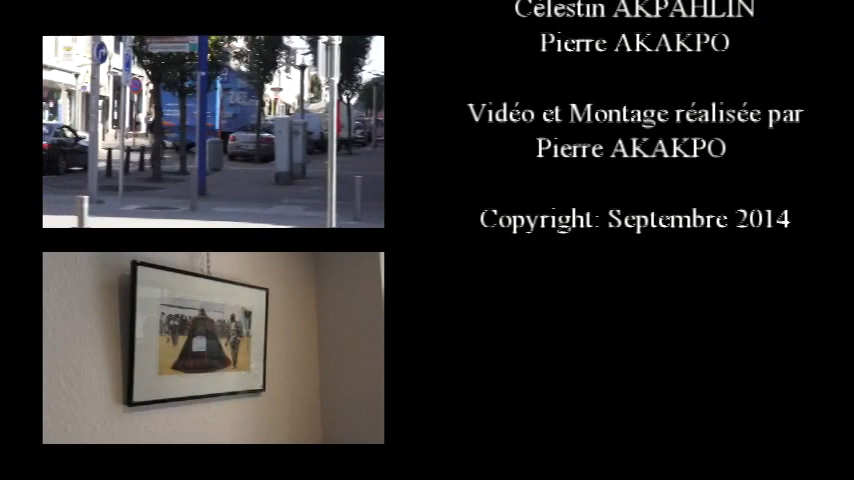 Célestin AKPAHLIN
Pierre AKAKPO
Vidéo et Montage réalisée par
Pierre AKAKPO
Copyright: Septembre 2014